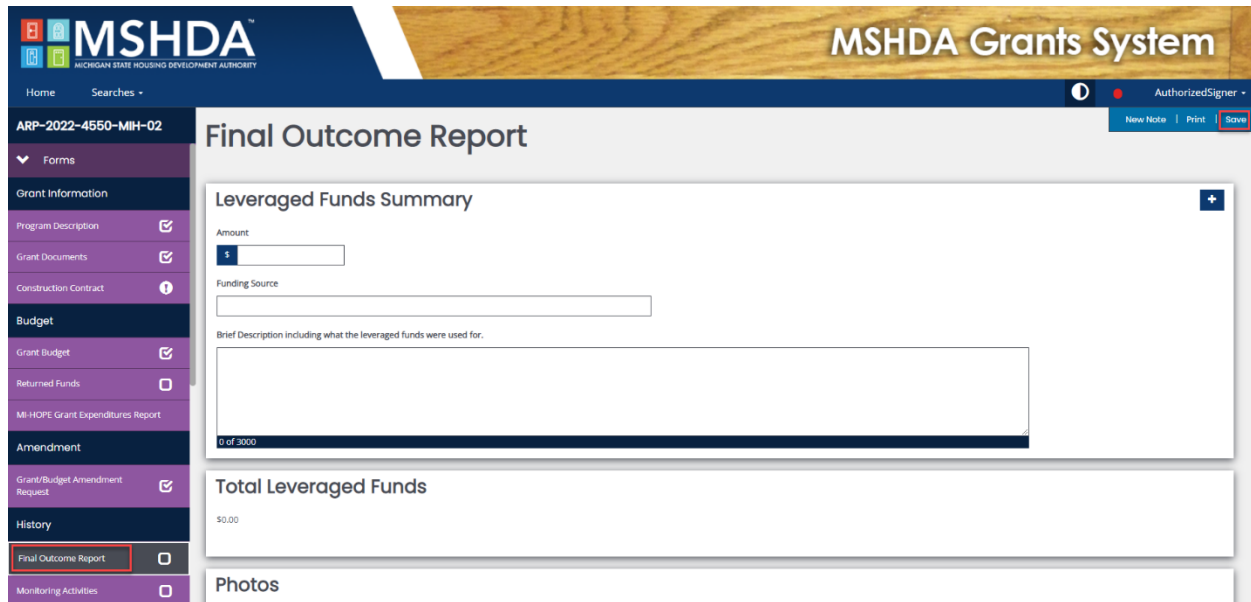 MSHDA™
MICHIGAN STATE HOUSING DEVELOPMENT AUTHORITY
MSHDA Grants System
Home Searches
AuthorizedSigner
ARP-2022-4550-MIH-02
New Note | Print | Save
Final Outcome Report
Forms
Grant Information
Program Description
Grant Documents
Construction Contract
Budget
Grant Budget
Returned Funds
MI-HOPE Grant Expenditures Report
Amendment
Grant/Budget Amendment
Request
History
Final Outcome Report
Monitoring Activities
Leveraged Funds Summary
+
Amount
$
Funding Source
Brief Description including what the leveraged funds were used for.
0 of 3000
Total Leveraged Funds
$0.00
Photos